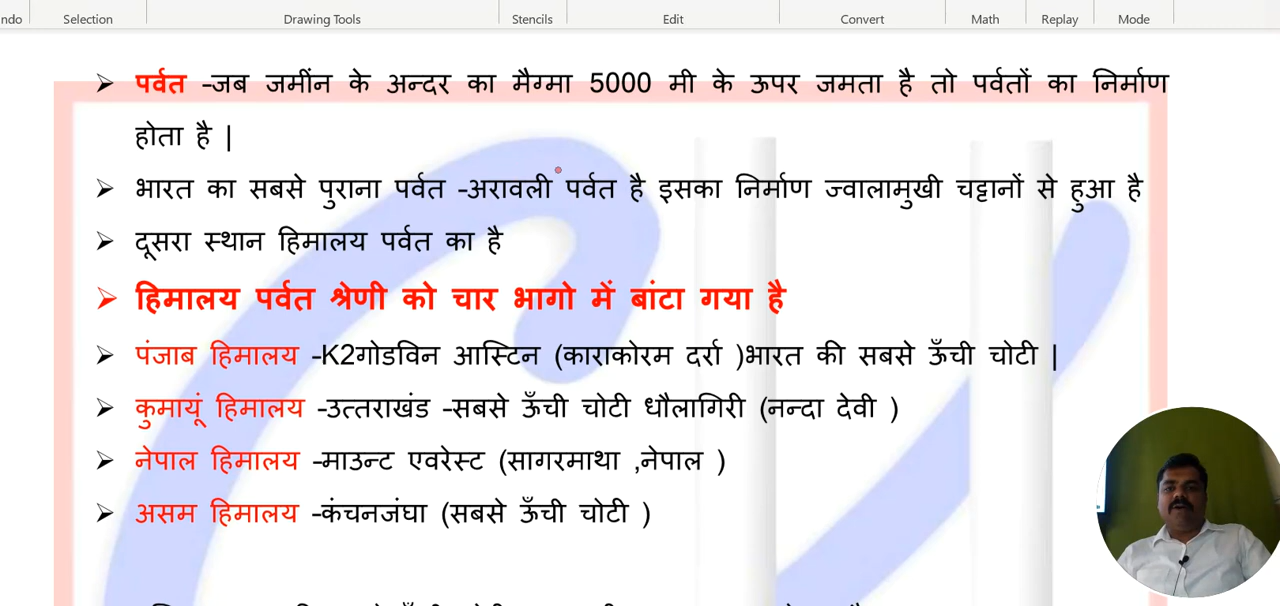 ndo Selection Drawing Tools Stencils Edit Convert Math Replay Mode
➢ पर्वत –जब जमींन के अन्दर का मैग्मा 5000 मी के ऊपर जमता है तो पर्वतों का निर्माण
होता है |
➢ भारत का सबसे पुराना पर्वत –अरावली पर्वत है इसका निर्माण ज्वालामुखी चट्टानों से हुआ है
➢ दूसरा स्थान हिमालय पर्वत का है
➢ हिमालय पर्वत श्रेणी को चार भागो में बांटा गया है
➢ पंजाब हिमालय –K2गोडविन आस्टिन (काराकोरम दर्रा )भारत की सबसे ऊँची चोटी |
➢ कुमायूं हिमालय –उत्तराखंड –सबसे ऊँची चोटी धौलागिरी (नन्दा देवी )
➢ नेपाल हिमालय –माउन्ट एवरेस्ट (सागरमाथा ,नेपाल )
➢ असम हिमालय –कंचनजंघा (सबसे ऊँची चोटी )